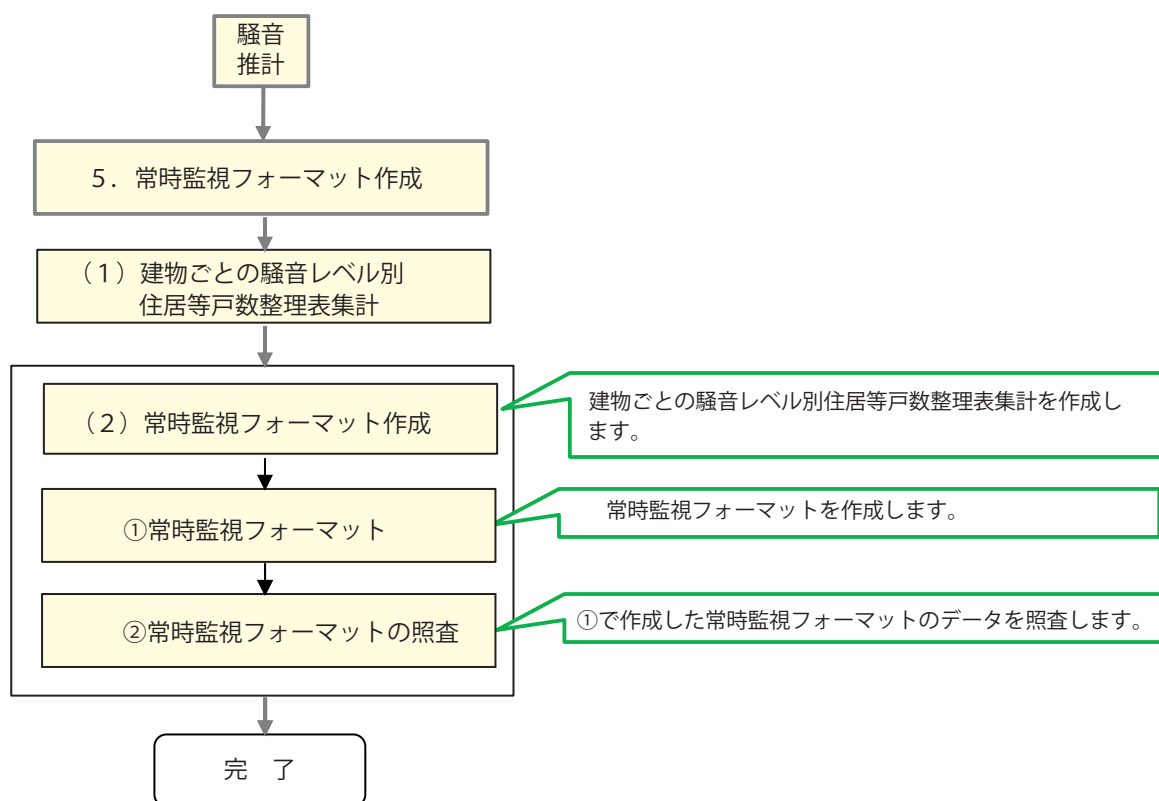 騒音
推計
５．常時監視フォーマット作成
（１）建物ごとの騒音レベル別
住居等戸数整理表集計
（２）常時監視フォーマット作成
建物ごとの騒音レベル別住居等戸数整理表集計を作成し
ます。
①常時監視フォーマット
常時監視フォーマットを作成します。
②常時監視フォーマットの照査
①で作成した常時監視フォーマットのデータを照査します。
完　了